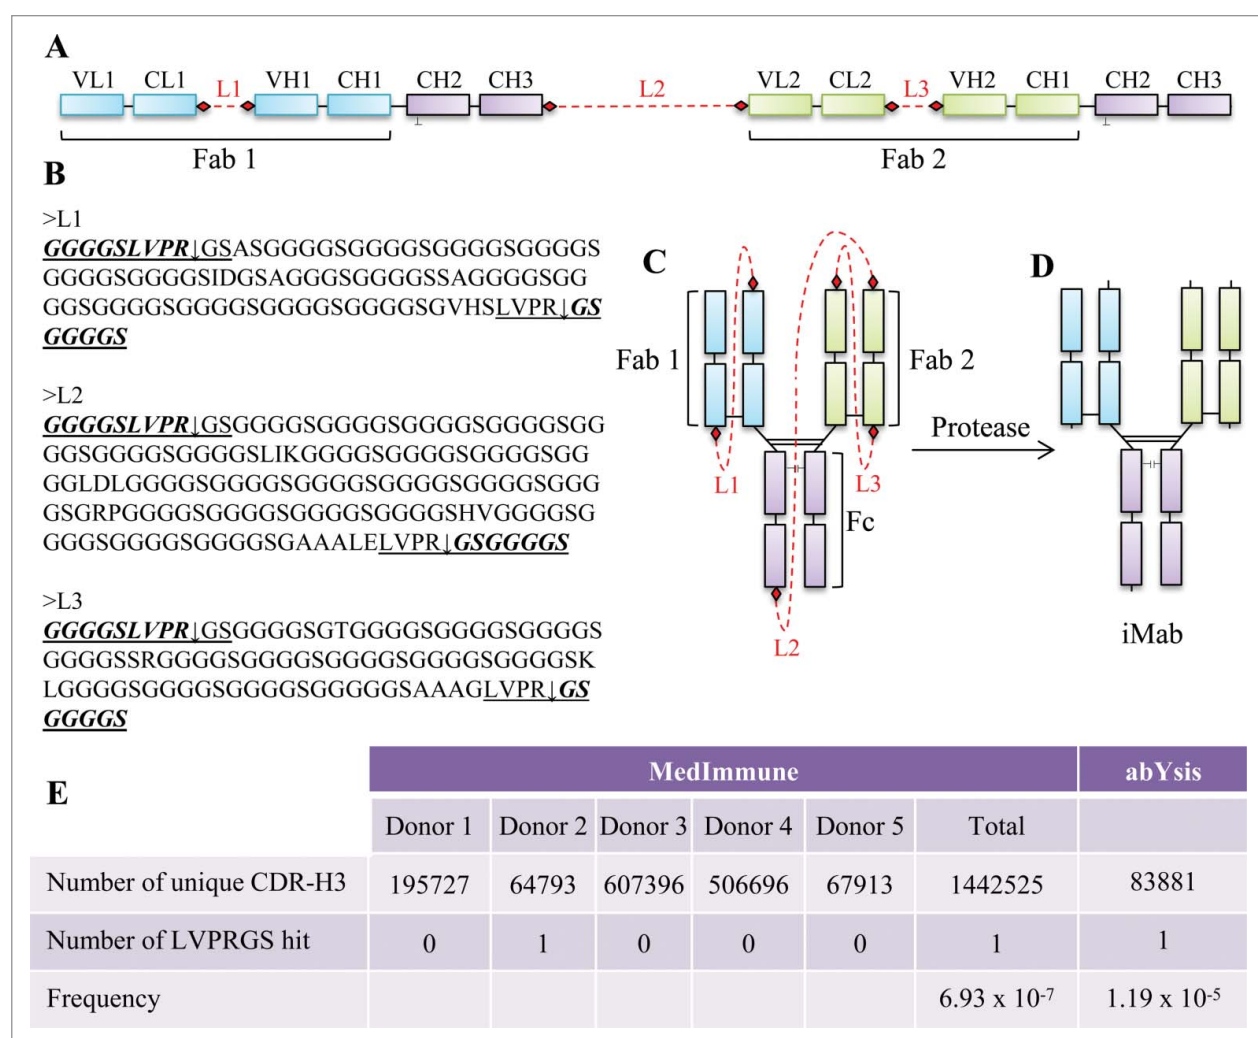 A
VL1 CL1 L1 VH1 CH1 CH2 CH3 L2 VL2 CL2 L3 VH2 CH1 CH2 CH3
Fab 1 Fab 2
B
>L1
GGGGSLVPR↓GSASGGGGSGGGGSGGGGSGGGGS
GGGGSGGGGSIDGSAGGGSGGGGSSAGGGGSGG
GGSGGGGSGGGGSGGGGSGGGGSGVHSLVPR↓GS
GGGGS
>L2
GGGGSLVPR↓GSGGGGSGGGGSGGGGSGGGGSGG
GGSGGGGSGGGGSLIKGGGGSGGGGSGGGGSGG
GGLDLGGGGSGGGGSGGGGSGGGGSGGGGSGGG
GSGRPGGGGSGGGGSGGGGSGGGGSHVGGGGSG
GGGSGGGGSGGGGSGAAALELVPR↓GSGGGGS
>L3
GGGGSLVPR↓GSGGGGSGTGGGGSGGGGSGGGGS
GGGGSSRGGGGSGGGGSGGGGSGGGGSGGGGSK
LGGGGSGGGGSGGGGSGGGGGSAAAGLVPR↓GS
GGGGS
C
Fab 1
Fab 2
L1
L3
Fc
L2
Protease
D
iMab
E
MedImmune abYsis
Donor 1 Donor 2 Donor 3 Donor 4 Donor 5 Total
Number of unique CDR-H3 195727 64793 607396 506696 67913 1442525 83881
Number of LVPRGS hit 0 1 0 0 0 1 1
Frequency 6.93 x 10⁻⁷ 1.19 x 10⁻⁵